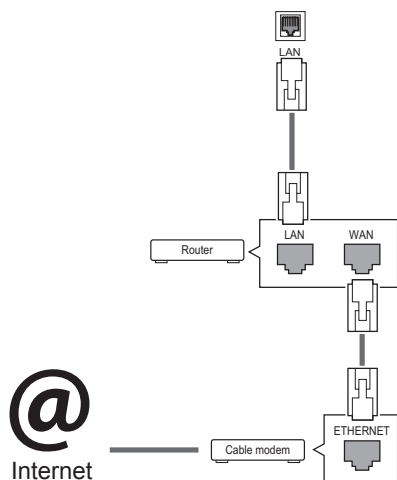 LAN
LAN WAN
Router
ETHERNET
@
Cable modem
Internet